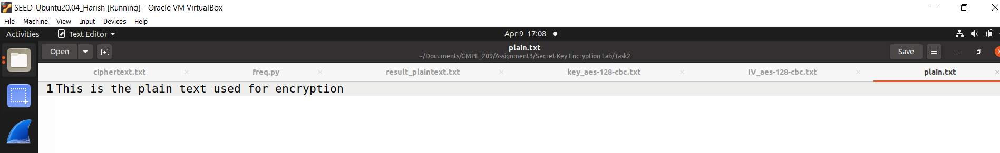 SEED-Ubuntu20.04_Harish [Running] - Oracle VM VirtualBox
File Machine View Input Devices Help
Activities Text Editor Apr 9 17:08
Open plain.txt Save
~/Documents/CMPE_209/Assignment3/Secret-Key Encryption Lab/Task2
ciphertext.txt freq.py result_plaintext.txt key_aes-128-cbc.txt IV_aes-128-cbc.txt plain.txt
1 This is the plain text used for encryption